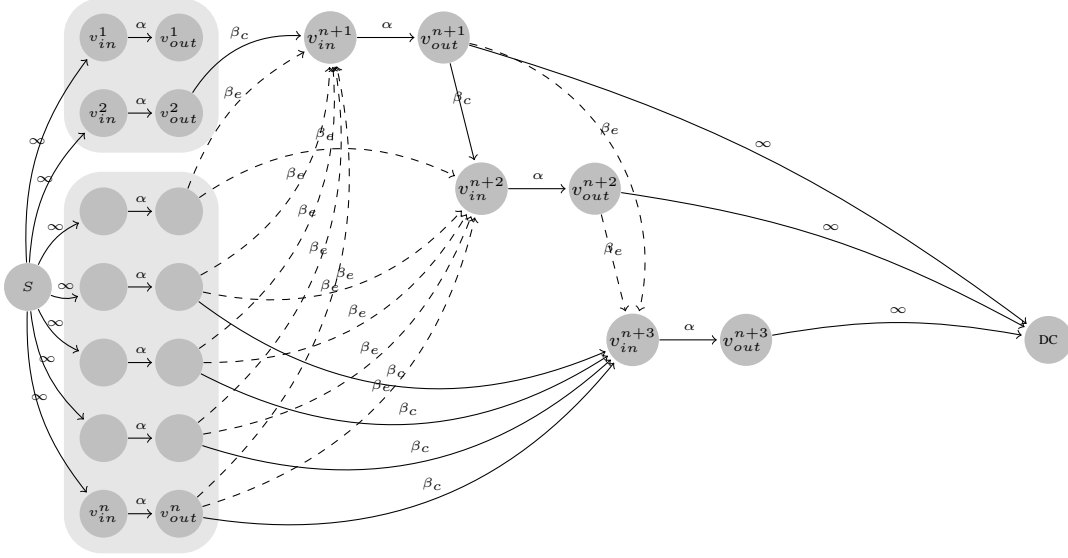 v_in^1 α v_out^1
β_c
v_in^{n+1} α v_out^{n+1}
v_in^2 α v_out^2
β_e
β_c
β_e
∞
∞
β_e
∞
β_e
v_in^{n+2} α v_out^{n+2}
α
β_e
∞
∞
β_e
β_e
S
∞
α
β_e
β_e
β_e
∞
v_in^{n+3} α v_out^{n+3}
∞
DC
∞
α
β_e
β_c
∞
β_e
β_c
∞
α
β_c
β_c
v_in^n α v_out^n